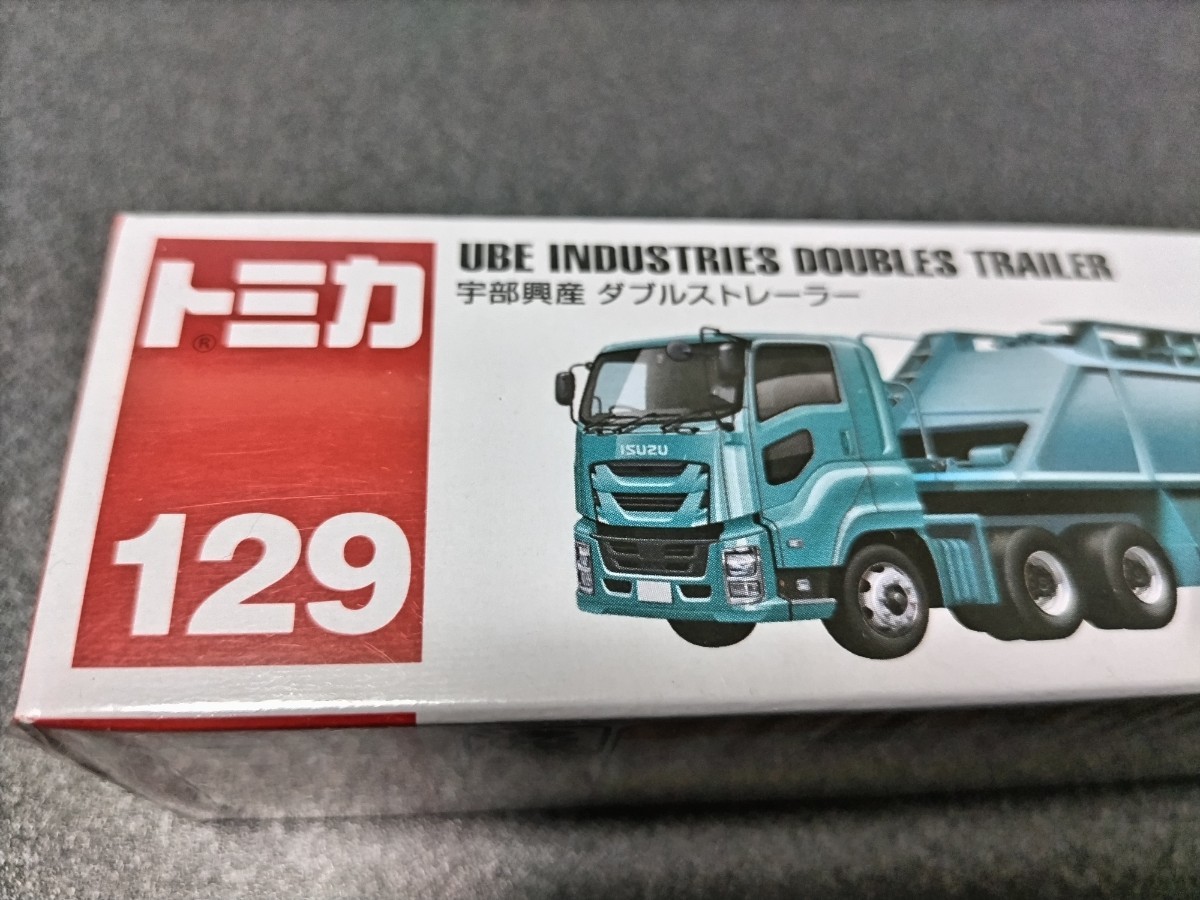 トミカ
®
129
UBE INDUSTRIES DOUBLES TRAILER
宇部興産 ダブルストレーラー
ISUZU